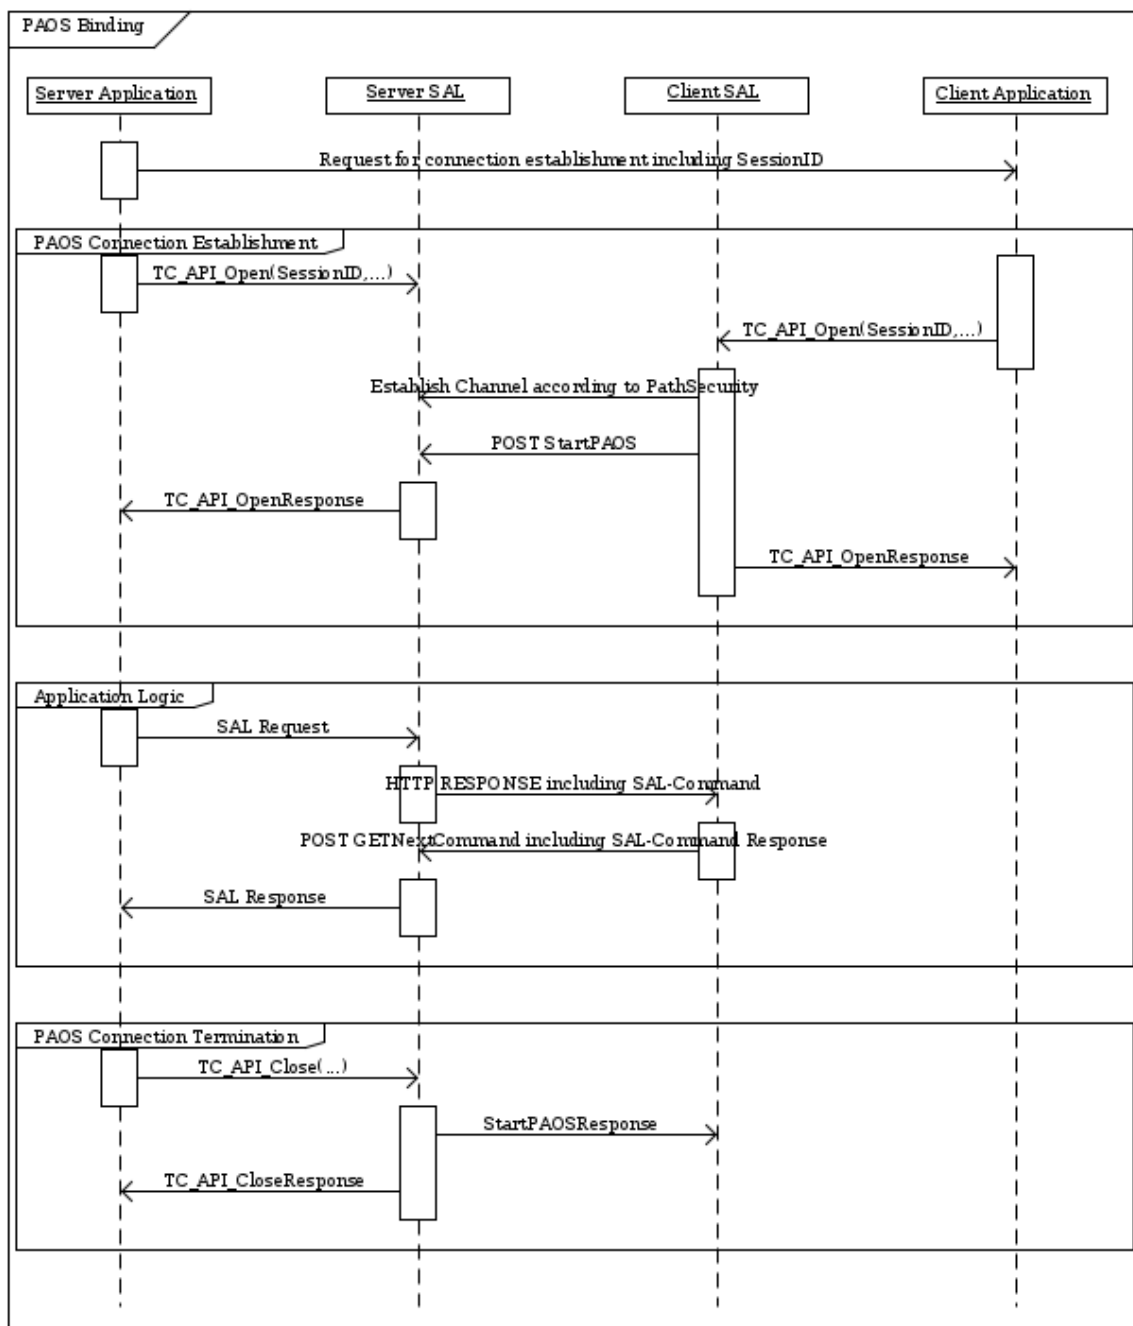 PAOS Binding
Server Application
Server SAL
Client SAL
Client Application
Request for connection establishment including SessionID
PAOS Connection Establishment
TC_API_Open(SessionID,...)
TC_API_Open(SessionID,...)
Establish Channel according to PathSecurity
POST StartPAOS
TC_API_OpenResponse
TC_API_OpenResponse
Application Logic
SAL Request
HTTP RESPONSE including SAL-Command
POST GETNextCommand including SAL-Command Response
SAL Response
PAOS Connection Termination
TC_API_Close(...)
StartPAOSResponse
TC_API_CloseResponse